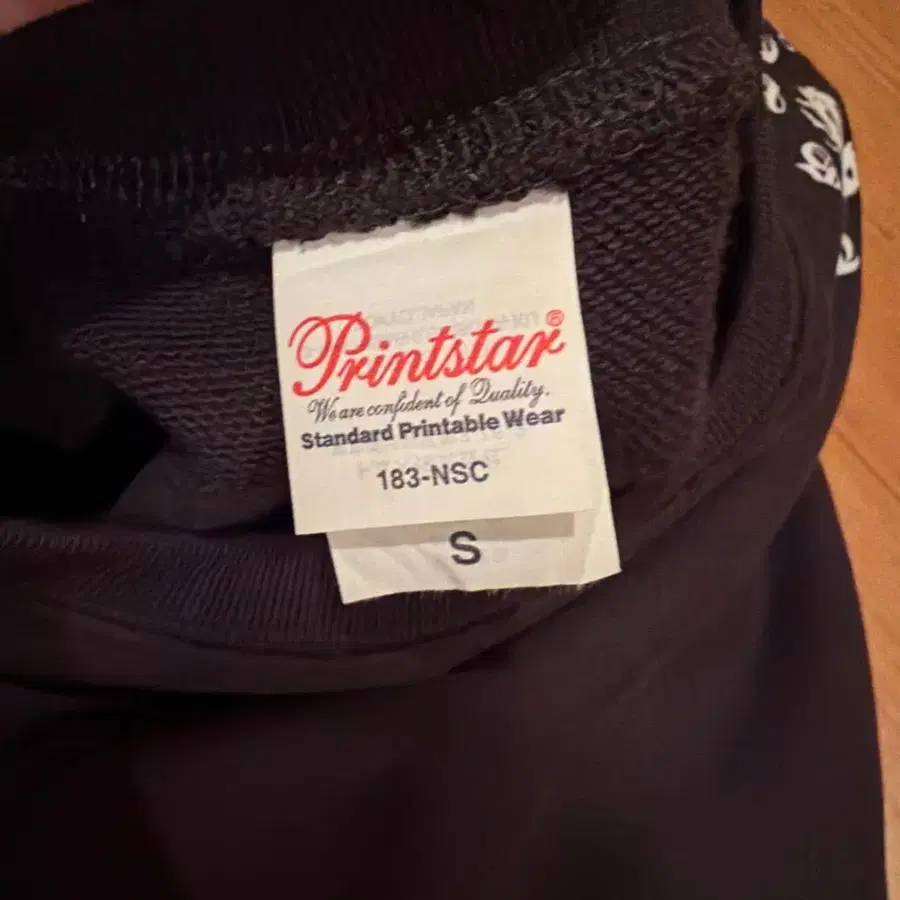 Printstar®
We are confident of Quality.
Standard Printable Wear
183-NSC
S